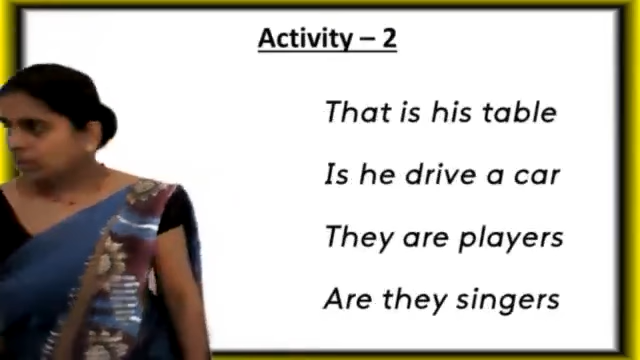 Activity – 2
That is his table
Is he drive a car
They are players
Are they singers